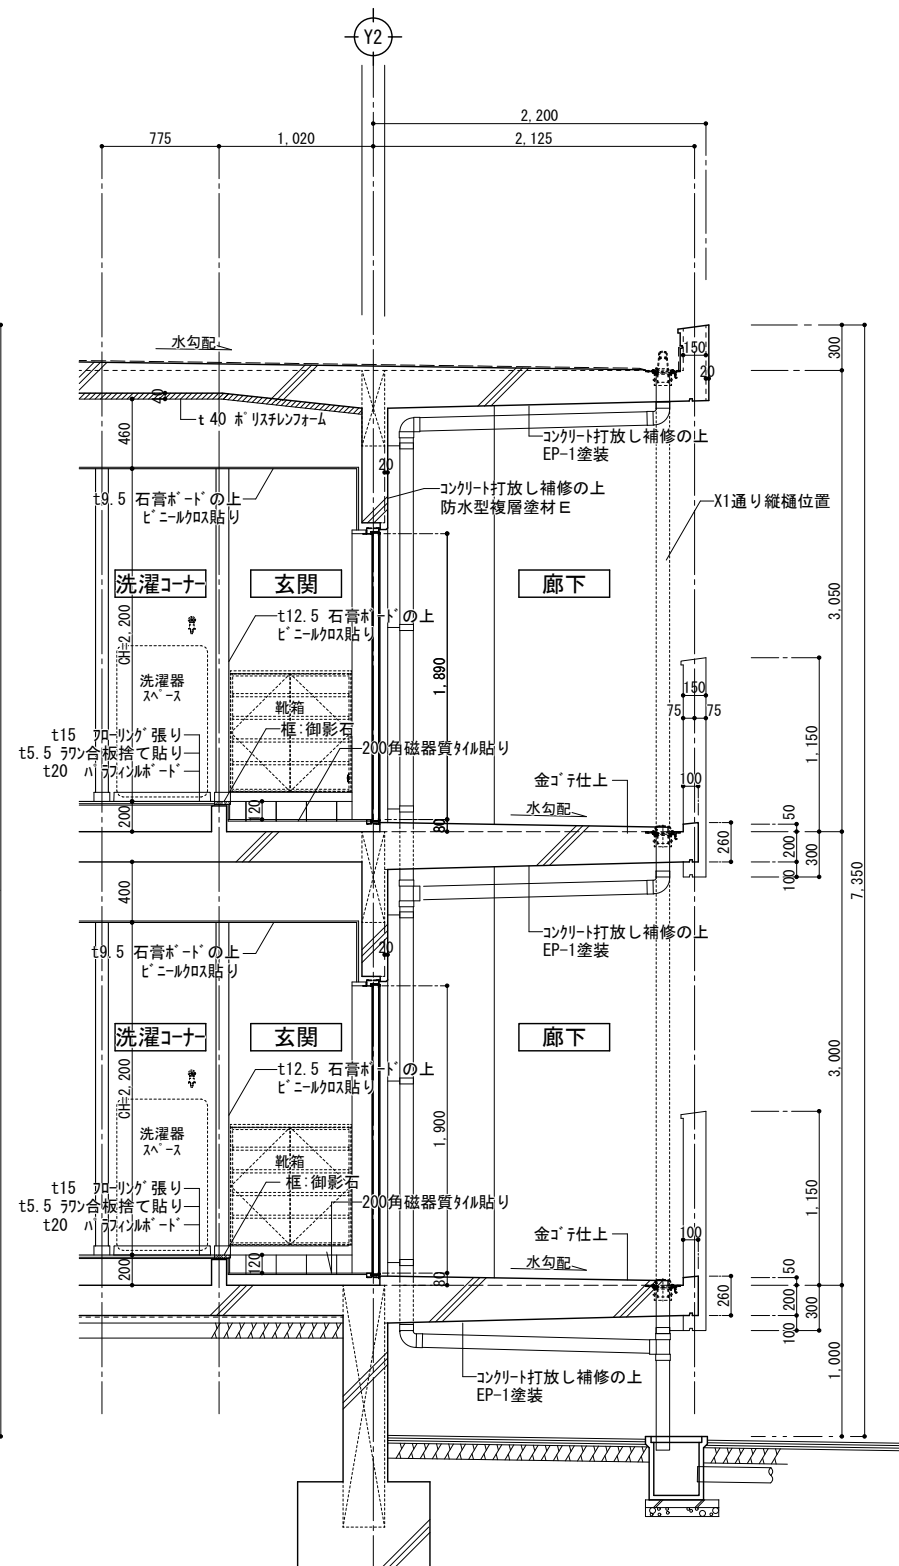 Y2
2,200
775
1,020
2,125
水勾配
150
20
300
40
t 40 ポリスチレンフォーム
460
コンクリート打放し補修の上
EP-1塗装
20
t9.5 石膏ボードの上
ビニールクロス貼り
コンクリート打放し補修の上
防水型複層塗材E
X1通り縦樋位置
洗濯コーナー
玄関
廊下
CH=2,200
t12.5 石膏ボードの上
ビニールクロス貼り
3,050
1,890
洗濯器
スペース
靴箱
150
75
75
1,150
t15 フローリング張り
t5.5 ラワン合板捨て貼り
t20 パラフィンボード
框:御影石
200角磁器質タイル貼り
金ゴテ仕上
水勾配
100
120
200
80
50
260
200
300
100
7,350
400
t9.5 石膏ボードの上
ビニールクロス貼り
20
コンクリート打放し補修の上
EP-1塗装
洗濯コーナー
玄関
廊下
CH=2,200
t12.5 石膏ボードの上
ビニールクロス貼り
3,000
1,900
洗濯器
スペース
靴箱
1,150
t15 フローリング張り
t5.5 ラワン合板捨て貼り
t20 パラフィンボード
框:御影石
200角磁器質タイル貼り
金ゴテ仕上
水勾配
100
120
200
80
50
260
200
300
100
1,000
コンクリート打放し補修の上
EP-1塗装